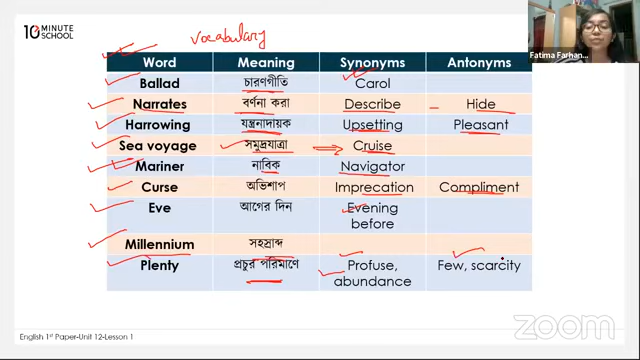 10 MINUTE SCHOOL
vocabulary
Fatima Farhan...
Word Meaning Synonyms Antonyms
Ballad চারণগীতি Carol
Narrates বর্ণনা করা Describe Hide
Harrowing যন্ত্রনাদায়ক Upsetting Pleasant
Sea voyage সমুদ্রযাত্রা Cruise
Mariner নাবিক Navigator
Curse অভিশাপ Imprecation Compliment
Eve আগের দিন Evening before
Millennium সহস্রাব্দ
Plenty প্রচুর পরিমাণে Profuse, abundance Few, scarcity
English 1st Paper-Unit 12-Lesson 1
zoom